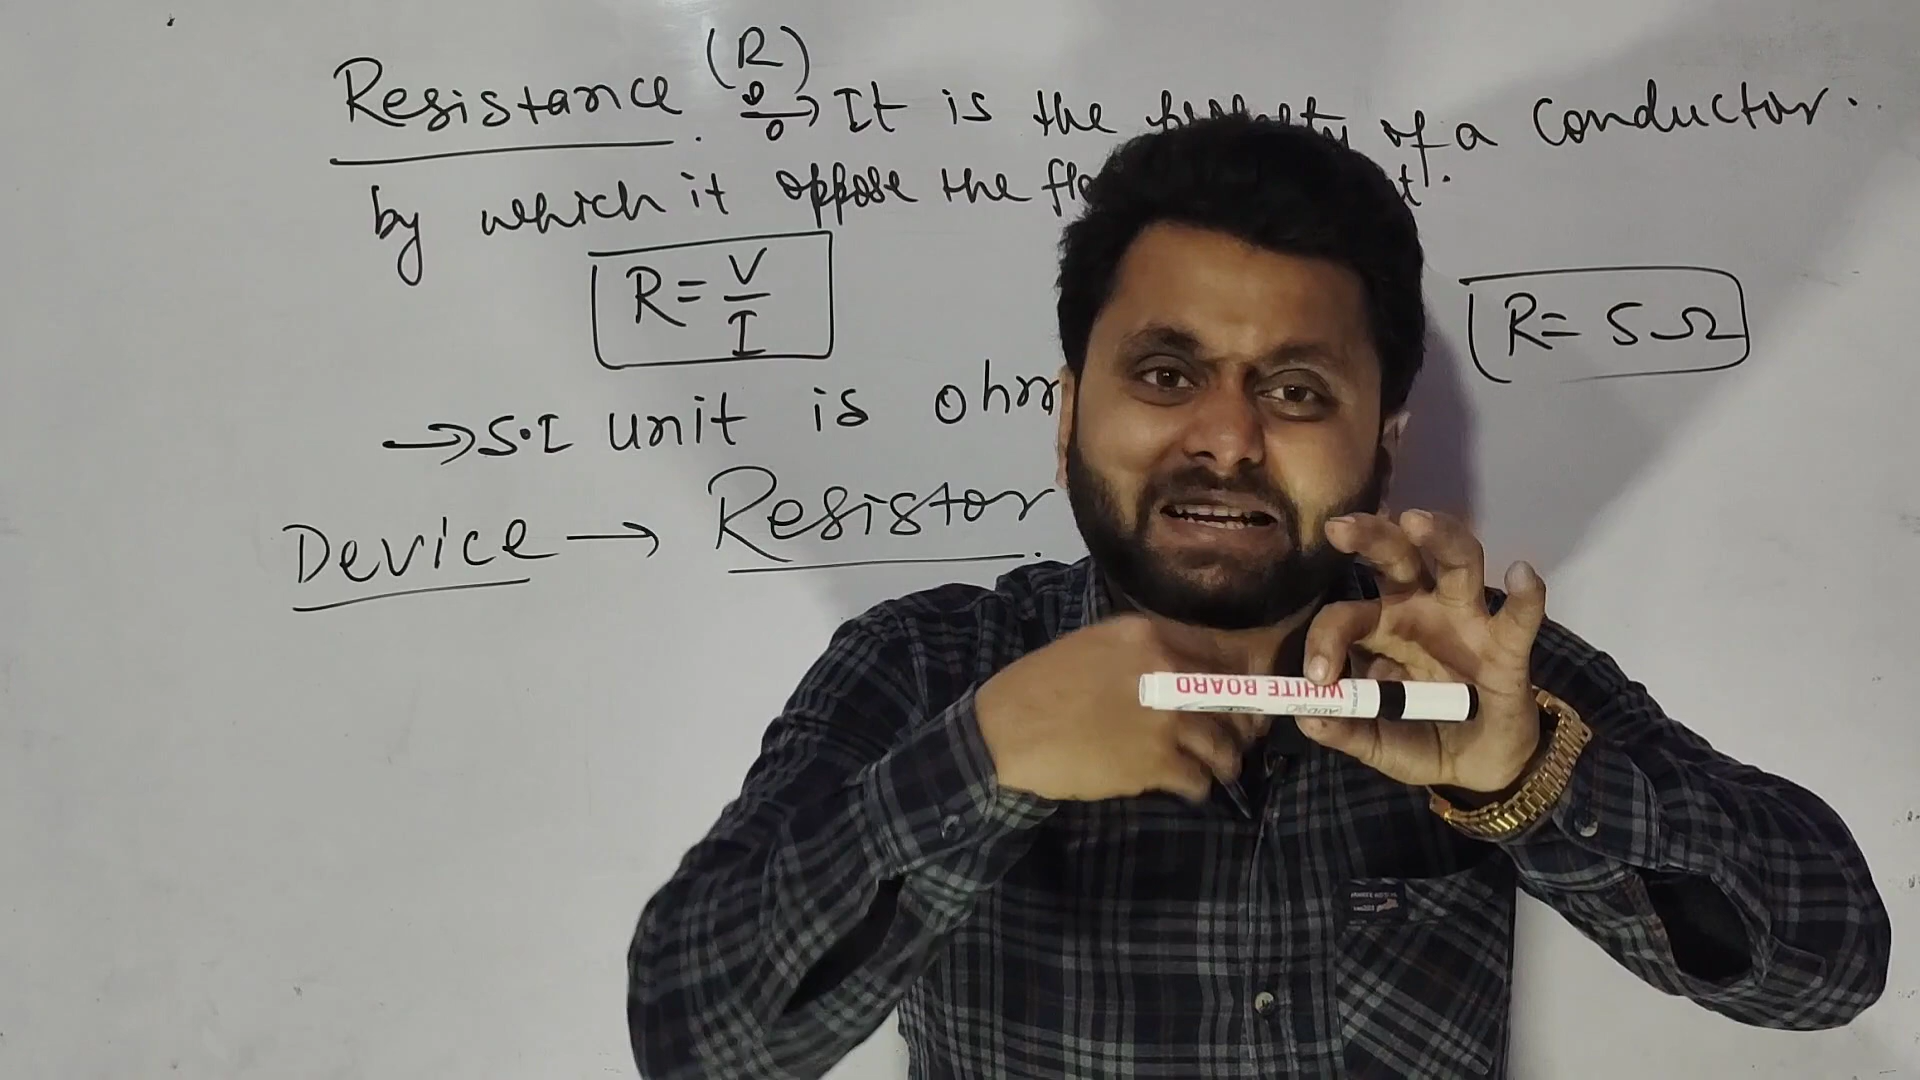 Resistance (R) → It is the property of a conductor.
by which it oppose the
R = V/I
R = 5 Ω
→ S.I unit is ohm
Device → Resistor
WHITE BOARD